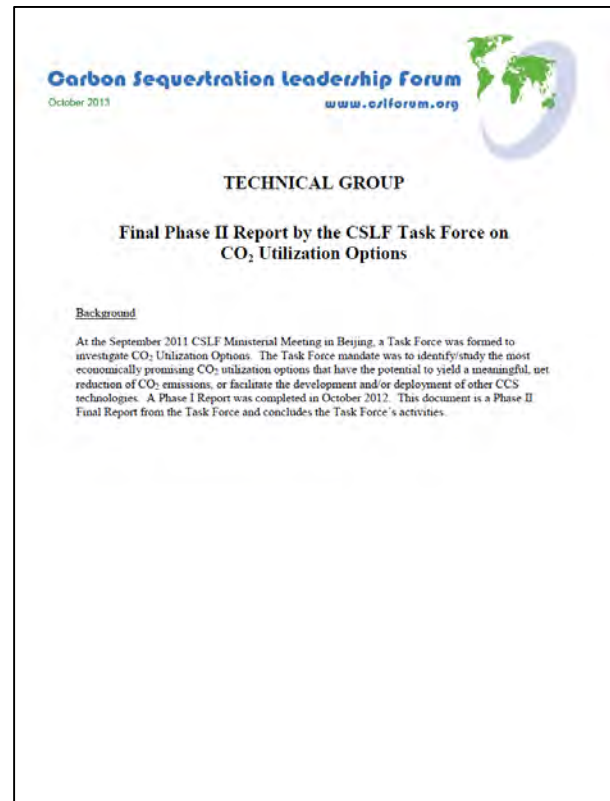 Carbon Sequestration Leadership Forum
October 2013
www.cslforum.org
TECHNICAL GROUP
Final Phase II Report by the CSLF Task Force on
CO₂ Utilization Options
Background
At the September 2011 CSLF Ministerial Meeting in Beijing, a Task Force was formed to
investigate CO₂ Utilization Options. The Task Force mandate was to identify/study the most
economically promising CO₂ utilization options that have the potential to yield a meaningful, net
reduction of CO₂ emissions, or facilitate the development and/or deployment of other CCS
technologies. A Phase I Report was completed in October 2012. This document is a Phase II
Final Report from the Task Force and concludes the Task Force's activities.